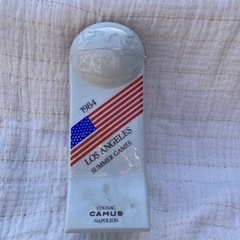 1984
LOS ANGELES
SUMMER GAMES
COGNAC
CAMUS
NAPOLEON